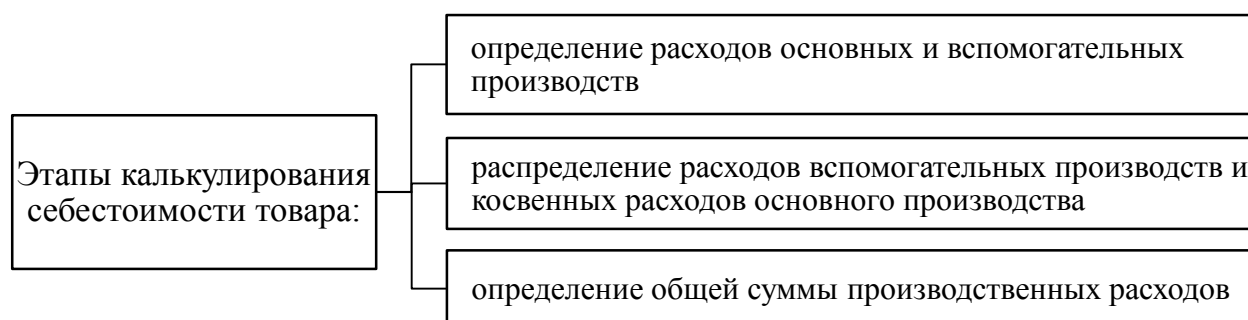 Этапы калькулирования
себестоимости товара:
определение расходов основных и вспомогательных
производств
распределение расходов вспомогательных производств и
косвенных расходов основного производства
определение общей суммы производственных расходов